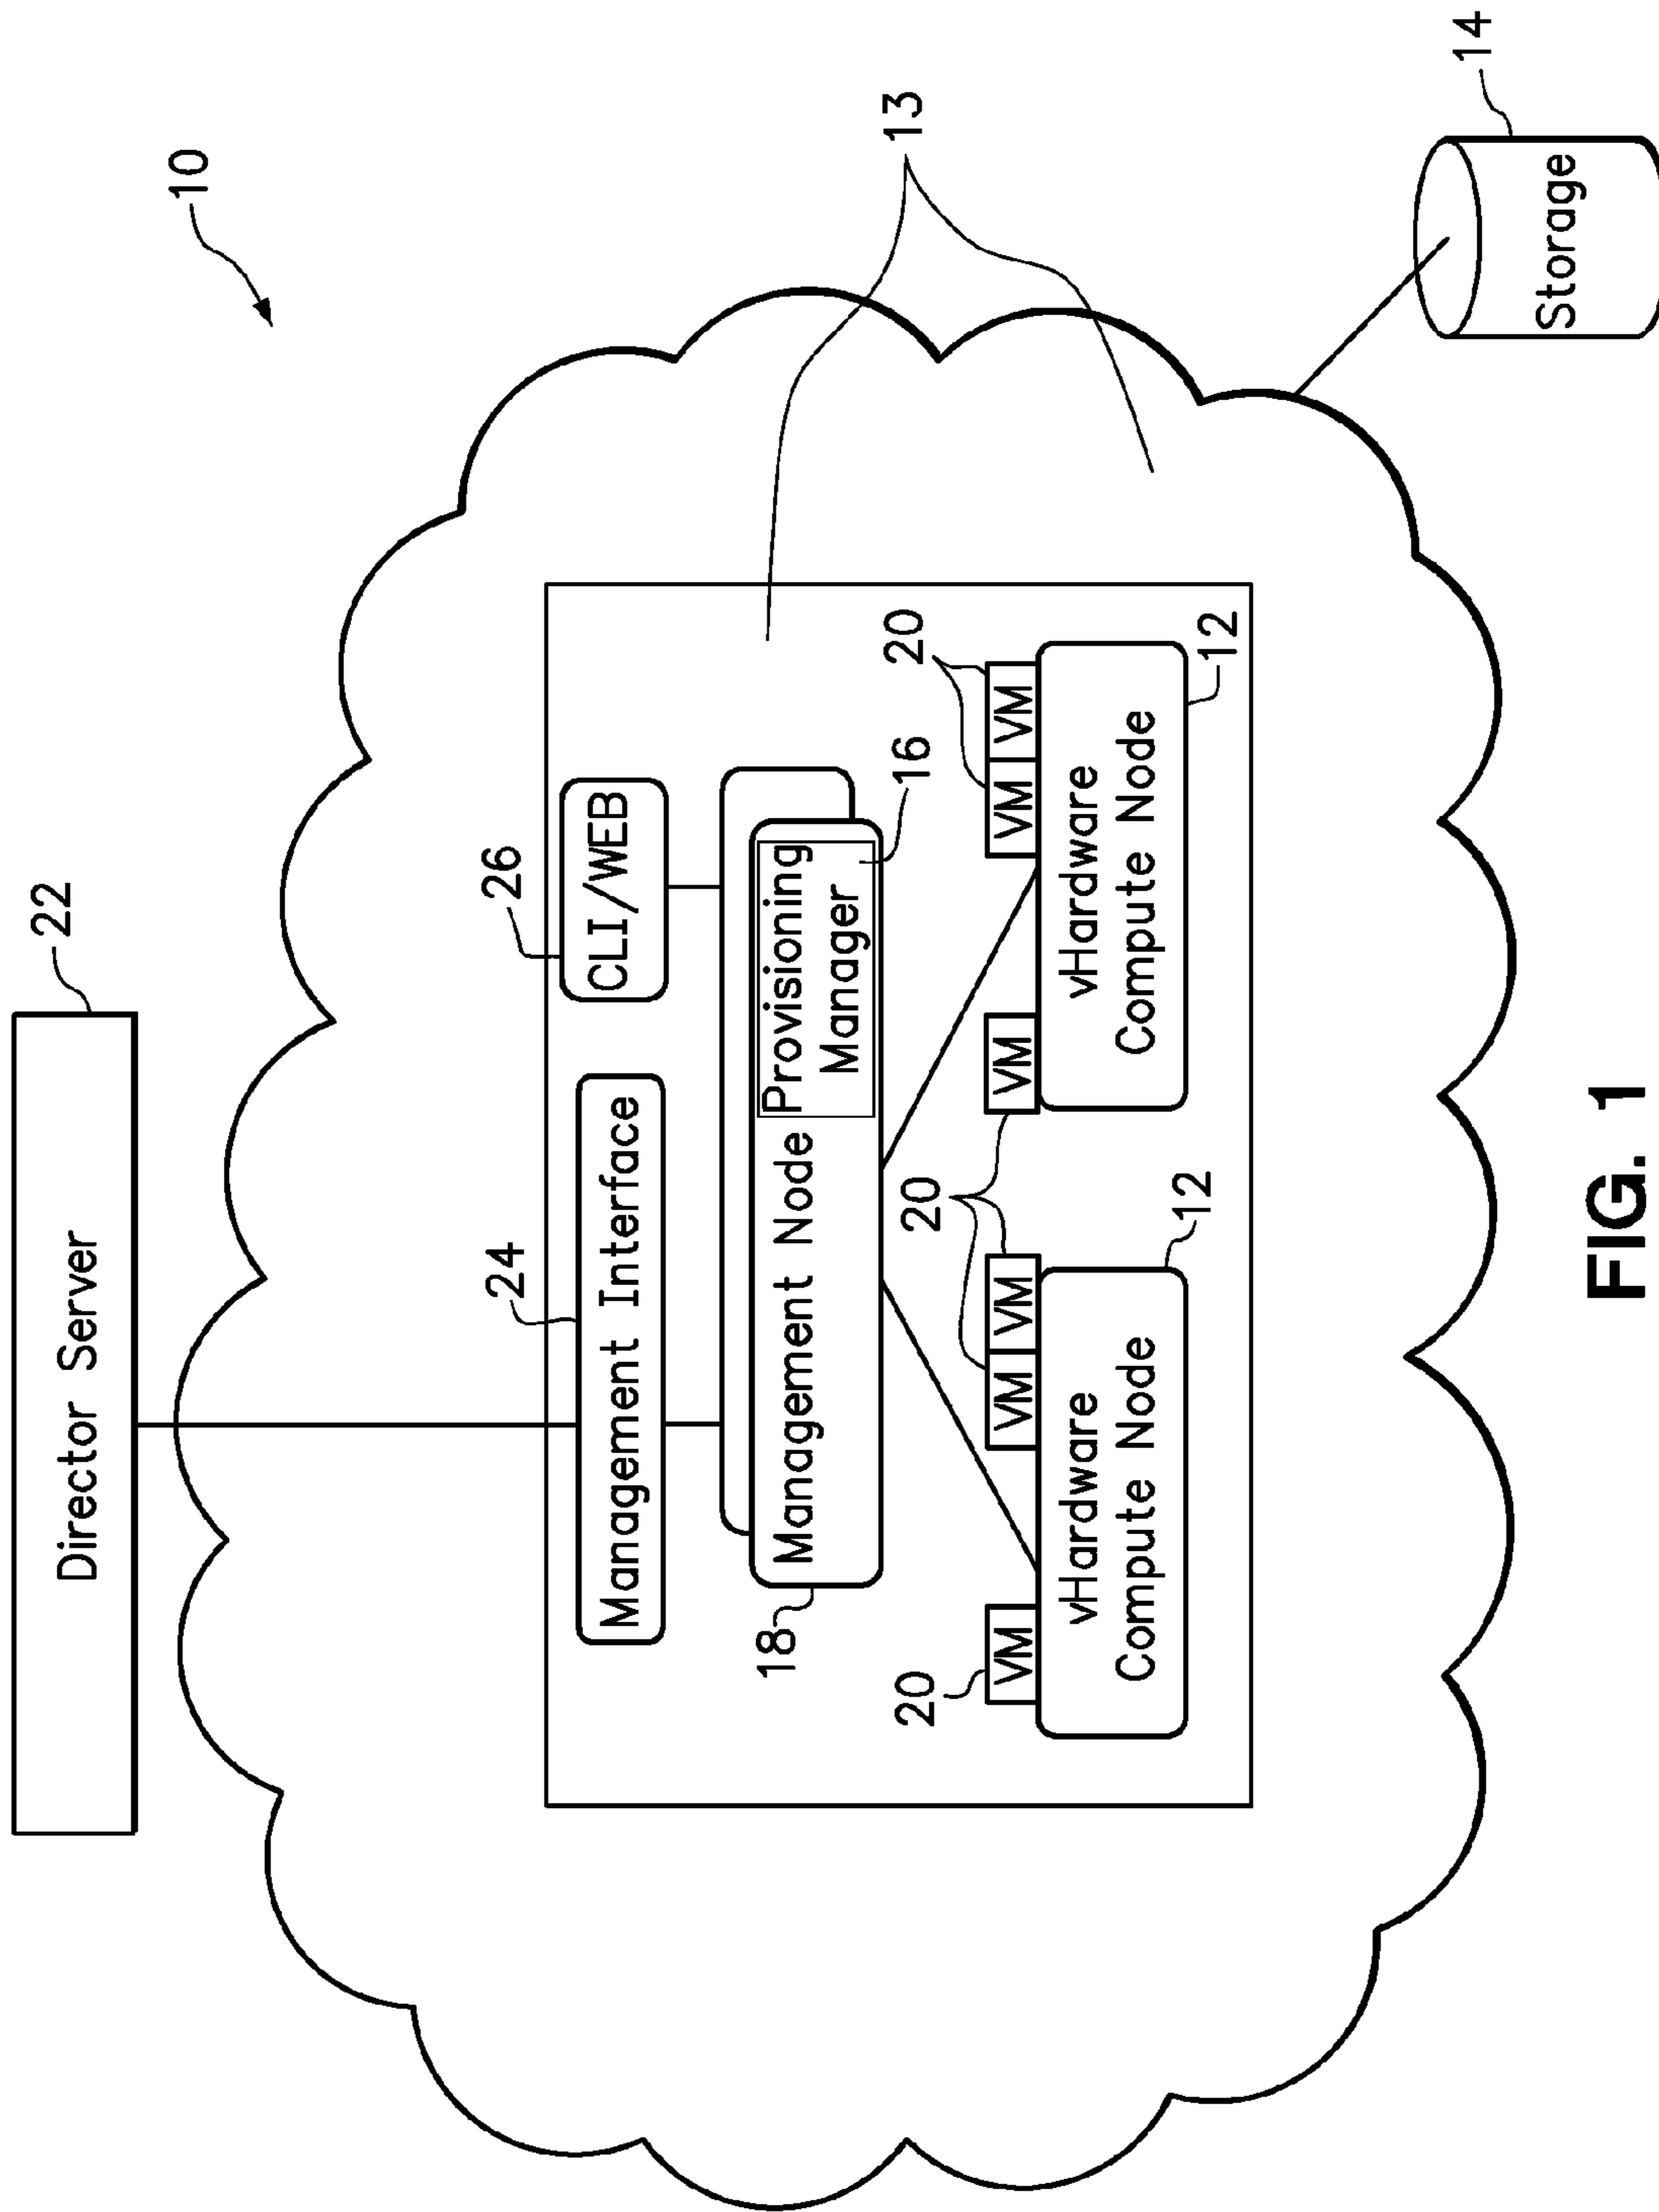 10
22
Director Server
24
26
Management Interface
CLI/WEB
13
18
Management Node
Provisioning
Manager
16
20
20
20
VM
VM
VM
VM
VM
VM
vHardware
Compute Node
vHardware
Compute Node
12
12
14
Storage
FIG. 1